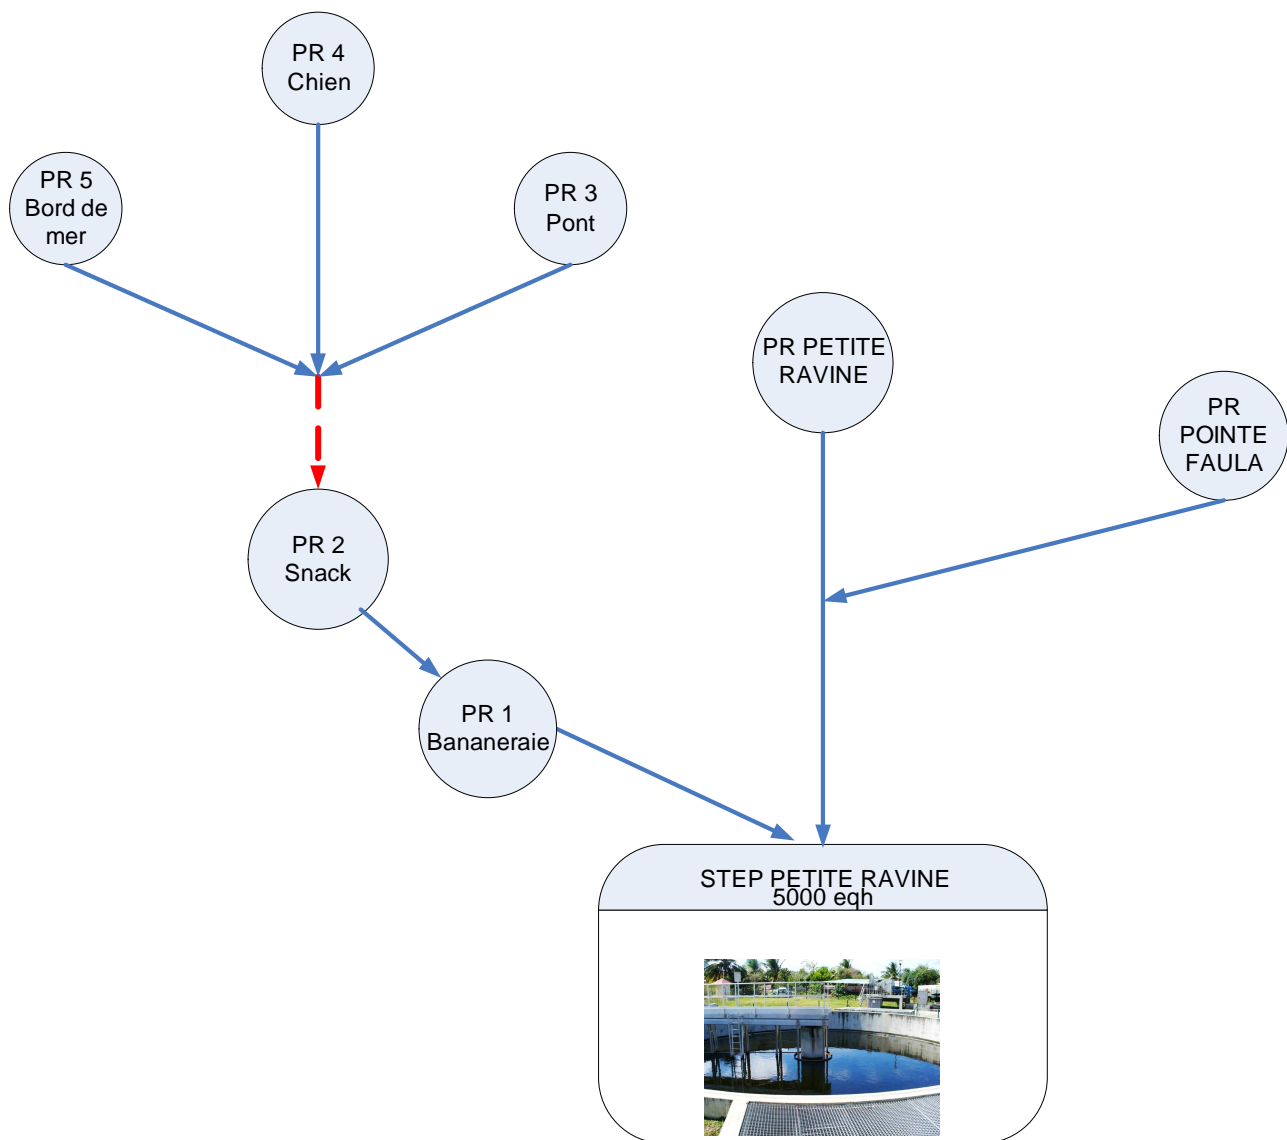 PR 4
Chien
PR 5
Bord de
mer
PR 3
Pont
PR PETITE
RAVINE
PR
POINTE
FAULA
PR 2
Snack
PR 1
Bananeraie
STEP PETITE RAVINE
5000 eqh